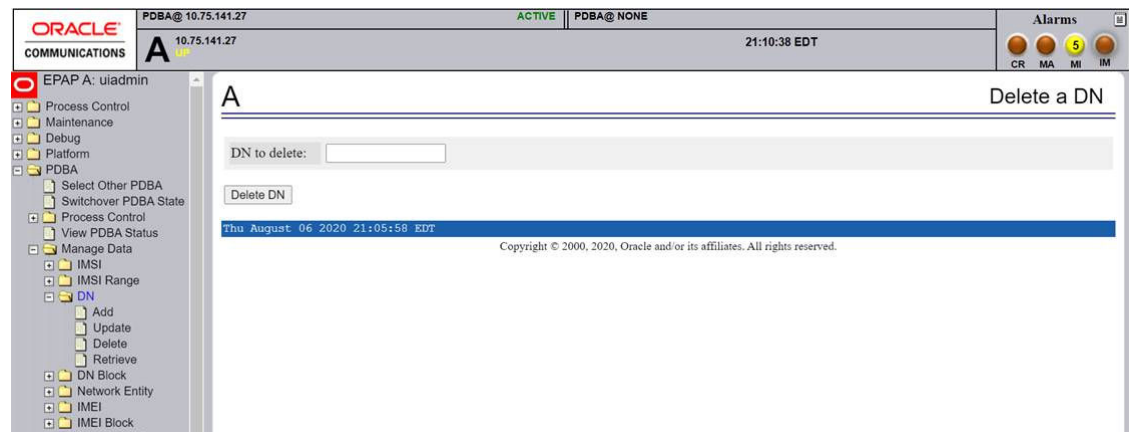 ORACLE
COMMUNICATIONS
PDBA@ 10.75.141.27
ACTIVE
PDBA@ NONE
A 10.75.141.27
UP
21:10:38 EDT
Alarms
5
CR MA MI IM
EPAP A: uiadmin
Process Control
Maintenance
Debug
Platform
PDBA
Select Other PDBA
Switchover PDBA State
Process Control
View PDBA Status
Manage Data
IMSI
IMSI Range
DN
Add
Update
Delete
Retrieve
DN Block
Network Entity
IMEI
IMEI Block
A
Delete a DN
DN to delete:
Delete DN
Thu August 06 2020 21:05:58 EDT
Copyright © 2000, 2020, Oracle and/or its affiliates. All rights reserved.